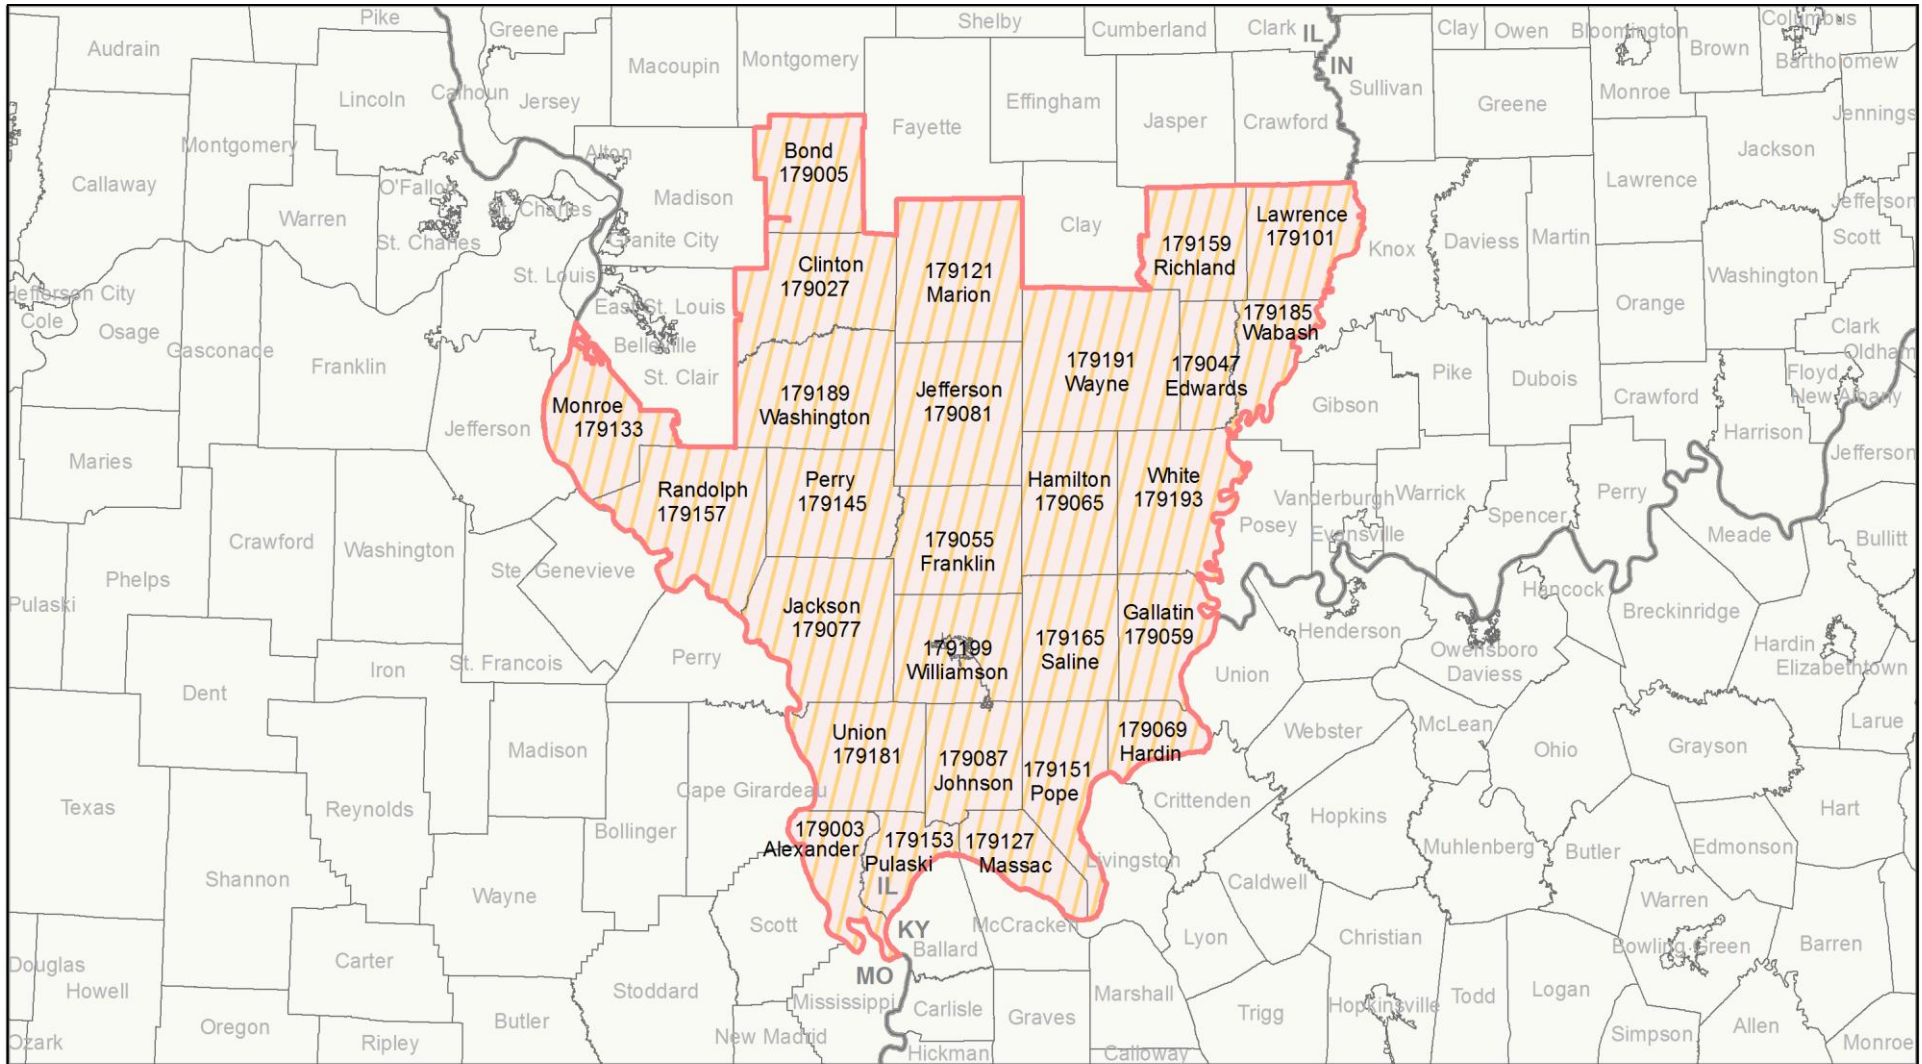 Pike
Greene
Shelby
Cumberland
Clark
IL
IN
Clay
Owen
Bloomington
Brown
Columbus
Bartholomew
Audrain
Macoupin
Montgomery
Lincoln
Calhoun
Jersey
Fayette
Effingham
Jasper
Crawford
Sullivan
Greene
Monroe
Jennings
Montgomery
Alton
Bond
179005
Jackson
Callaway
O'Fallon
Madison
Lawrence
Warren
St. Charles
St. Charles
Granite City
Clay
Lawrence
179101
179159
Richland
Knox
Daviess
Martin
Jefferson
Scott
Clinton
179027
179121
Marion
Washington
St. Louis
East St. Louis
Jefferson City
Cole
Osage
Gasconade
Franklin
Belleville
St. Clair
179185
Wabash
Orange
Clark
Oldham
179191
Wayne
179047
Edwards
Pike
Dubois
Crawford
Floyd
New Albany
Monroe
179133
179189
Washington
Jefferson
179081
Gibson
Jefferson
Harrison
Jefferson
Maries
Randolph
179157
Perry
179145
Hamilton
179065
White
179193
Vanderburgh
Warrick
Perry
Posey
Evansville
Spencer
Meade
Bullitt
Crawford
Washington
179055
Franklin
Phelps
Ste. Genevieve
Hancock
Breckinridge
Pulaski
Jackson
179077
Gallatin
179059
Henderson
179165
Saline
179199
Williamson
Owensboro
Daviess
Hardin
Elizabethtown
Perry
St. Francois
Iron
Dent
Union
Union
179181
179087
Johnson
179151
Pope
179069
Hardin
Webster
McLean
Ohio
Grayson
Larue
Madison
Texas
Reynolds
Cape Girardeau
Bollinger
Crittenden
Hopkins
Hart
179003
Alexander
179153
Pulaski
179127
Massac
Livingston
Muhlenberg
Butler
Edmonson
Shannon
Wayne
IL
Caldwell
Warren
Scott
KY
Ballard
McCracken
Lyon
Christian
Bowling Green
Barren
Douglas
Howell
Carter
MO
Stoddard
Mississippi
Carlisle
Graves
Marshall
Trigg
Hopkinsville
Todd
Logan
Oregon
Butler
New Madrid
Simpson
Allen
Ozark
Ripley
Hickman
Calloway
Monroe